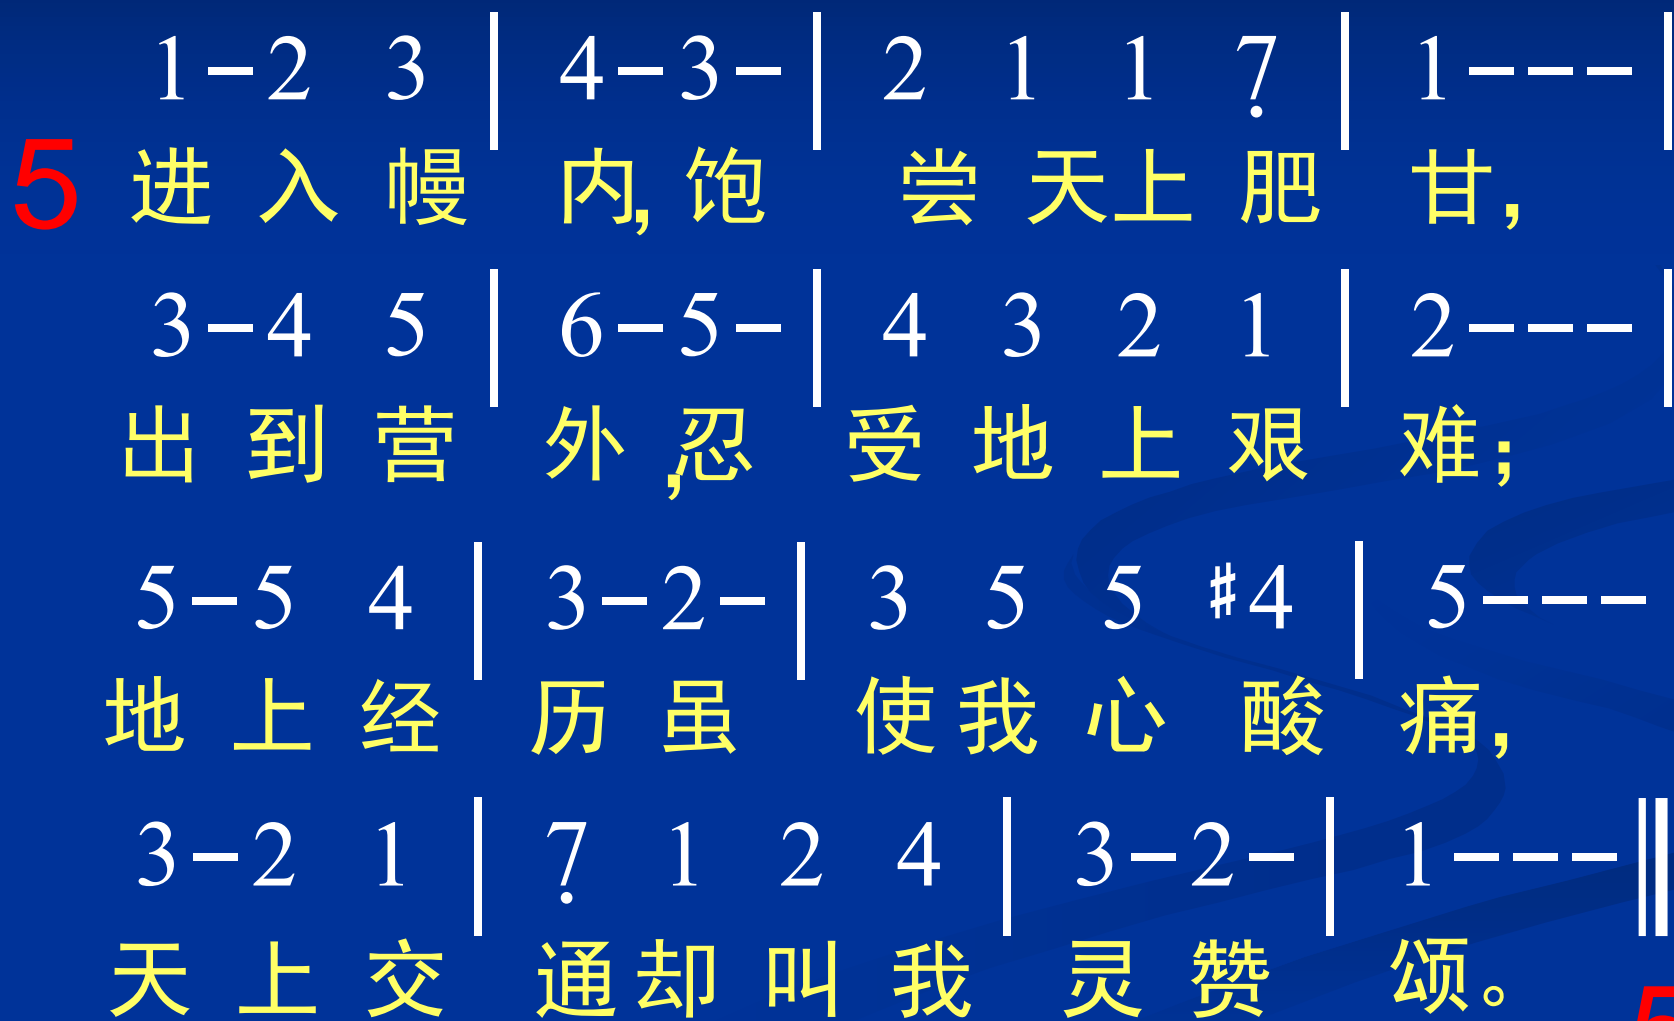 1-2 3 | 4-3- | 2 1 1 7̣ | 1--- |
5 进入幔内,饱尝天上肥甘,
3-4 5 | 6-5- | 4 3 2 1 | 2--- |
出到营外,忍受地上艰难;
5-5 4 | 3-2- | 3 5 5 #4 | 5---
地上经历虽使我心酸痛,
3-2 1 | 7̣ 1 2 4 | 3-2- | 1--- ‖
天上交通却叫我灵赞颂。